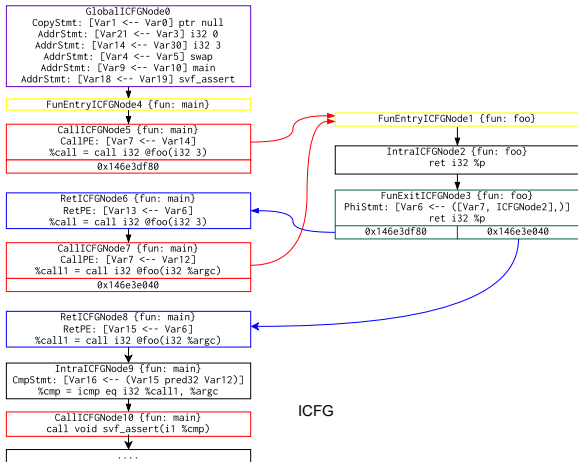 GlobalICFGNode0
CopyStmt: [Var1 <-- Var0] ptr null
AddrStmt: [Var21 <-- Var3] i32 0
AddrStmt: [Var14 <-- Var30] i32 3
AddrStmt: [Var4 <-- Var5] swap
AddrStmt: [Var9 <-- Var10] main
AddrStmt: [Var18 <-- Var19] svf_assert
FunEntryICFGNode4 {fun: main}
CallICFGNode5 {fun: main}
CallPE: [Var7 <-- Var14]
%call = call i32 @foo(i32 3)
0x146e3df80
RetICFGNode6 {fun: main}
RetPE: [Var13 <-- Var6]
%call = call i32 @foo(i32 3)
CallICFGNode7 {fun: main}
CallPE: [Var7 <-- Var12]
%call1 = call i32 @foo(i32 %argc)
0x146e3e040
RetICFGNode8 {fun: main}
RetPE: [Var15 <-- Var6]
%call1 = call i32 @foo(i32 %argc)
IntraICFGNode9 {fun: main}
CmpStmt: [Var16 <-- (Var15 pred32 Var12)]
%cmp = icmp eq i32 %call1, %argc
CallICFGNode10 {fun: main}
call void svf_assert(i1 %cmp)
....
FunEntryICFGNode1 {fun: foo}
IntraICFGNode2 {fun: foo}
ret i32 %p
FunExitICFGNode3 {fun: foo}
PhiStmt: [Var6 <-- ([Var7, ICFGNode2],)]
ret i32 %p
0x146e3df80 0x146e3e040
ICFG